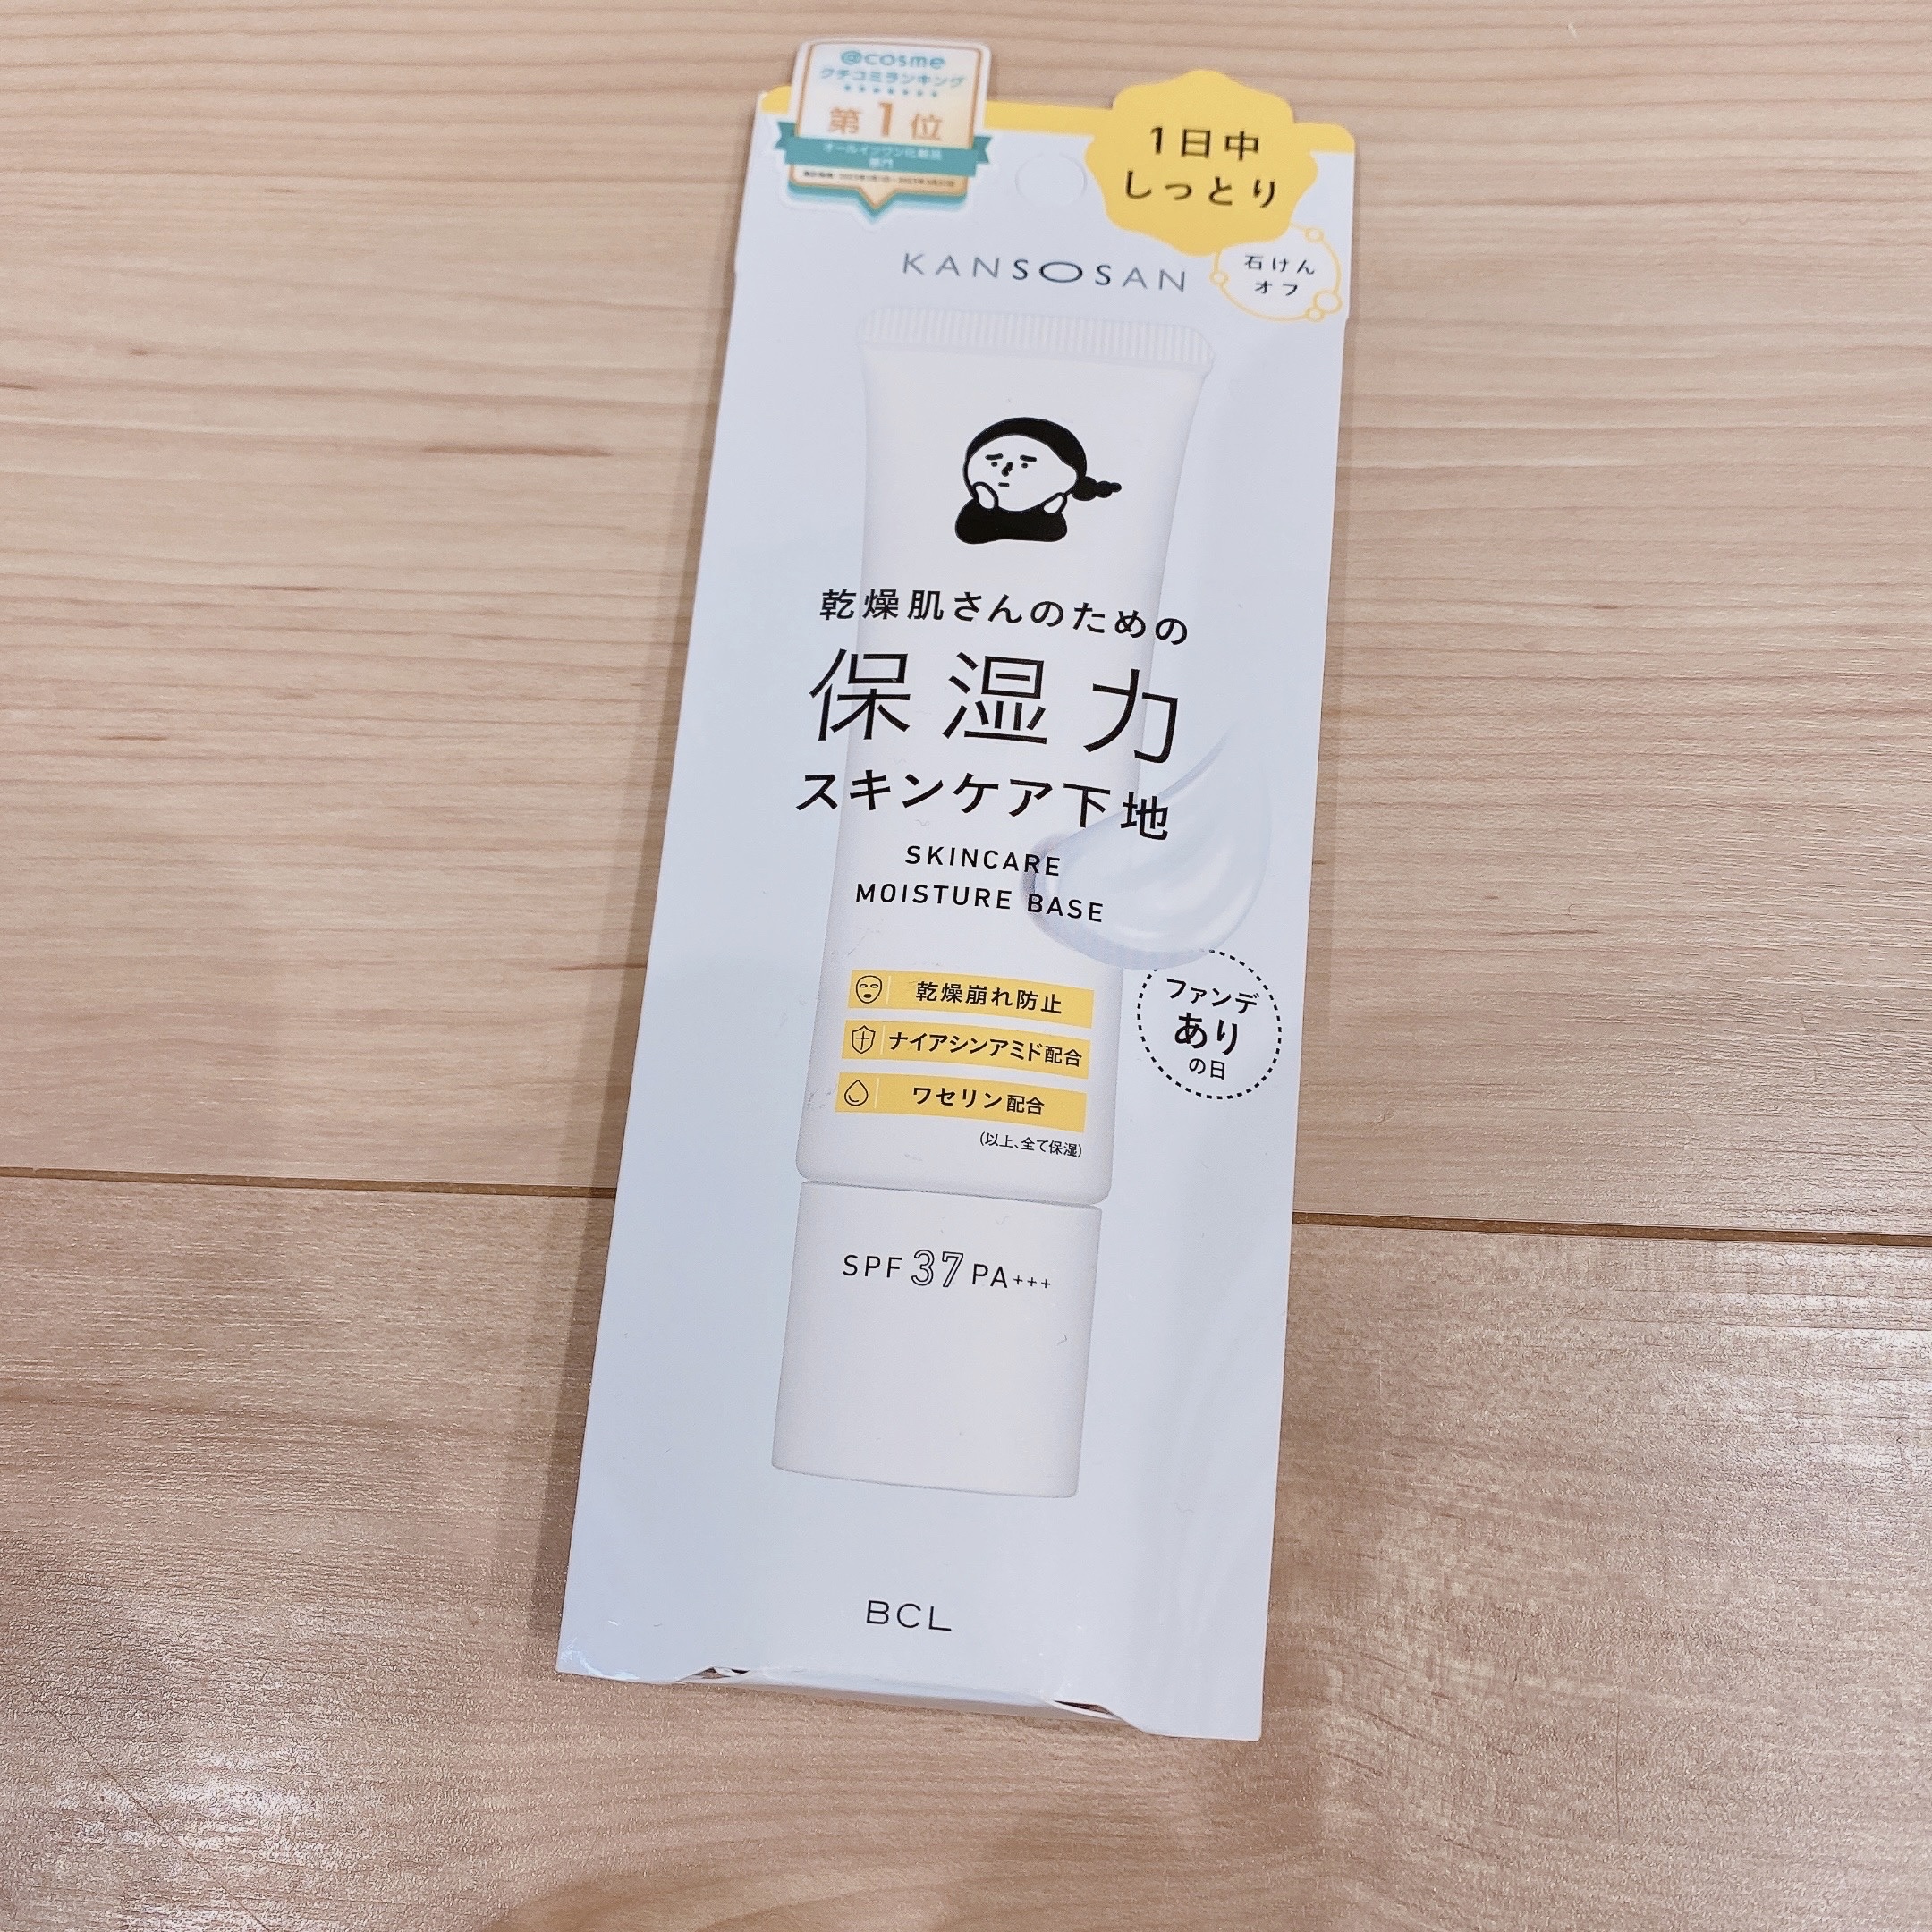 @cosme
クチコミランキング
第1位
オールインワン化粧品
部門
1日中
しっとり
石けん
オフ
KANSOSAN
乾燥肌さんのための
保湿力
スキンケア下地
SKINCARE
MOISTURE BASE
乾燥崩れ防止
ナイアシンアミド配合
ワセリン配合
(以上、全て保湿)
ファンデ
あり
の日
SPF 37 PA+++
BCL